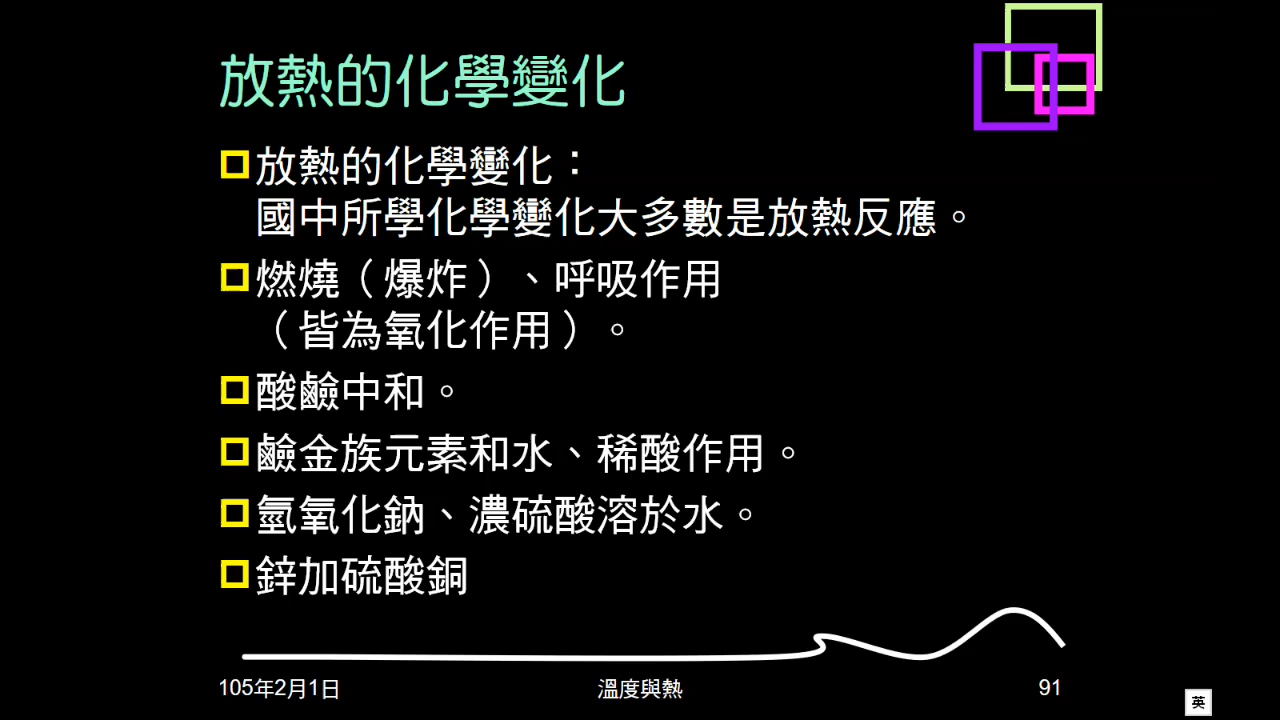 放熱的化學變化
放熱的化學變化：
國中所學化學變化大多數是放熱反應。
燃燒（爆炸）、呼吸作用
（皆為氧化作用）。
酸鹼中和。
鹼金族元素和水、稀酸作用。
氫氧化鈉、濃硫酸溶於水。
鋅加硫酸銅
105年2月1日
溫度與熱
91
英